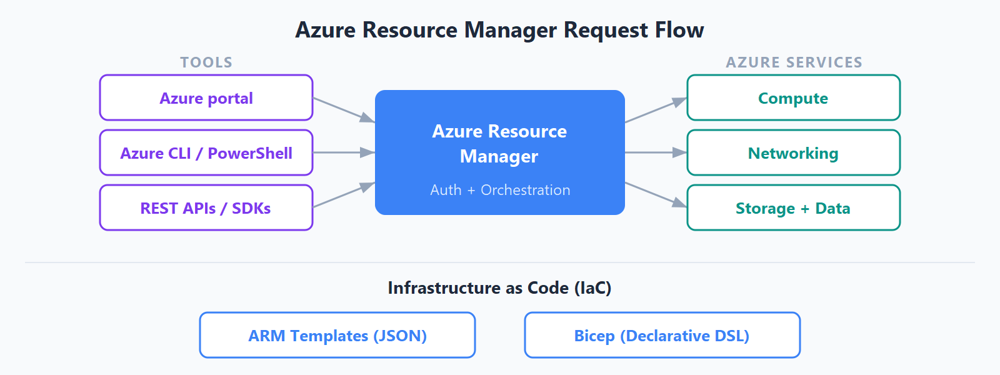 Azure Resource Manager Request Flow
TOOLS
AZURE SERVICES
Azure portal
Azure CLI / PowerShell
REST APIs / SDKs
Azure Resource
Manager
Auth + Orchestration
Compute
Networking
Storage + Data
Infrastructure as Code (IaC)
ARM Templates (JSON)
Bicep (Declarative DSL)